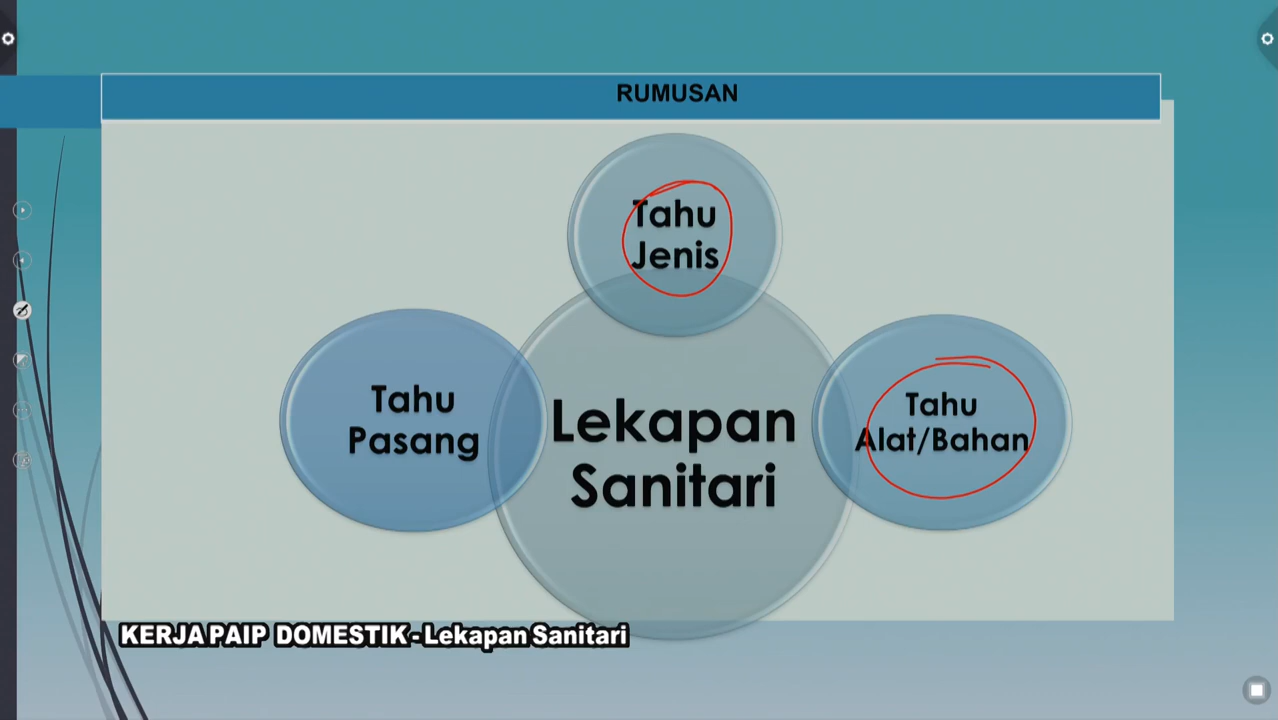 RUMUSAN
Tahu
Jenis
Tahu
Pasang
Lekapan
Sanitari
Tahu
Alat/Bahan
KERJA PAIP DOMESTIK - Lekapan Sanitari